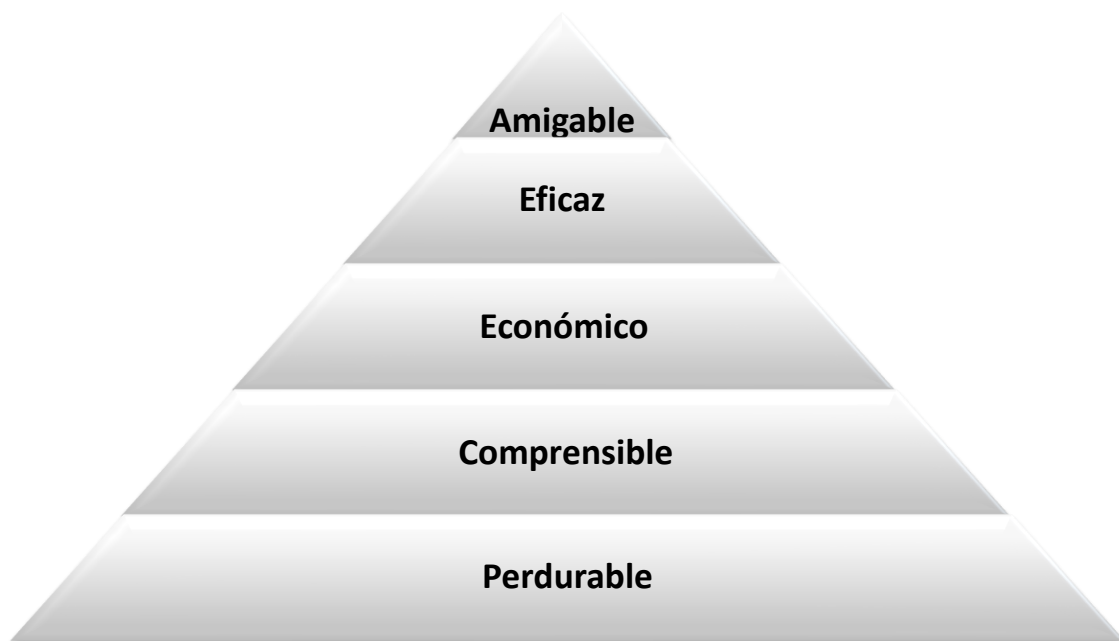 Amigable
Eficaz
Económico
Comprensible
Perdurable